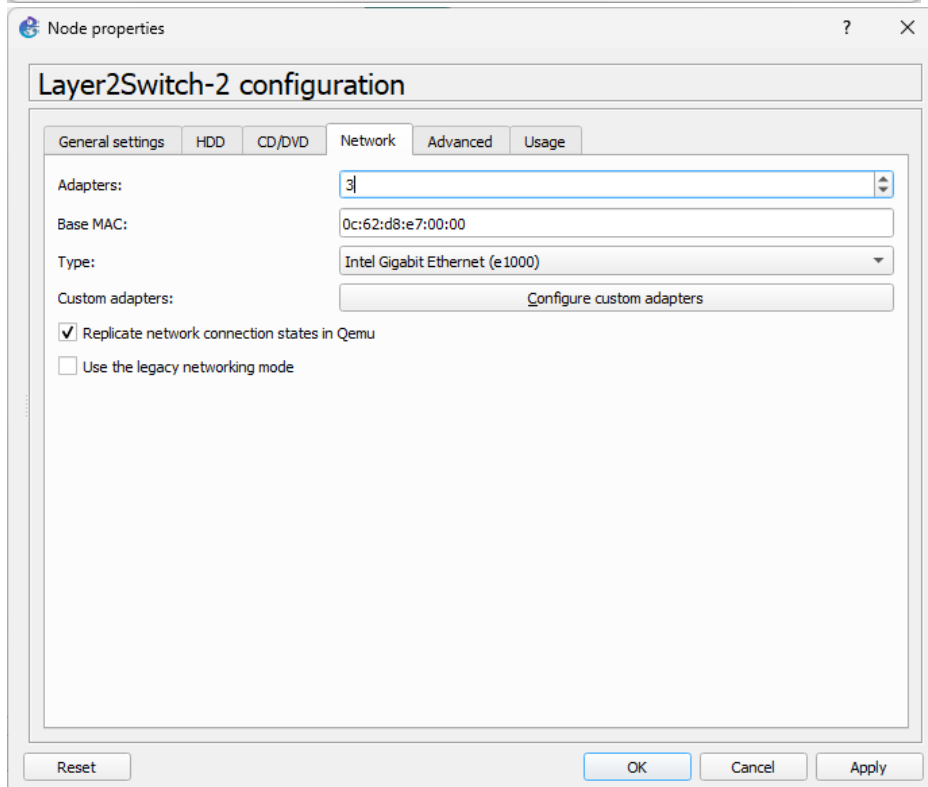 Node properties
?
Layer2Switch-2 configuration
General settings HDD CD/DVD Network Advanced Usage
Adapters: 3
Base MAC: 0c:62:d8:e7:00:00
Type: Intel Gigabit Ethernet (e1000)
Custom adapters: Configure custom adapters
Replicate network connection states in Qemu
Use the legacy networking mode
Reset OK Cancel Apply